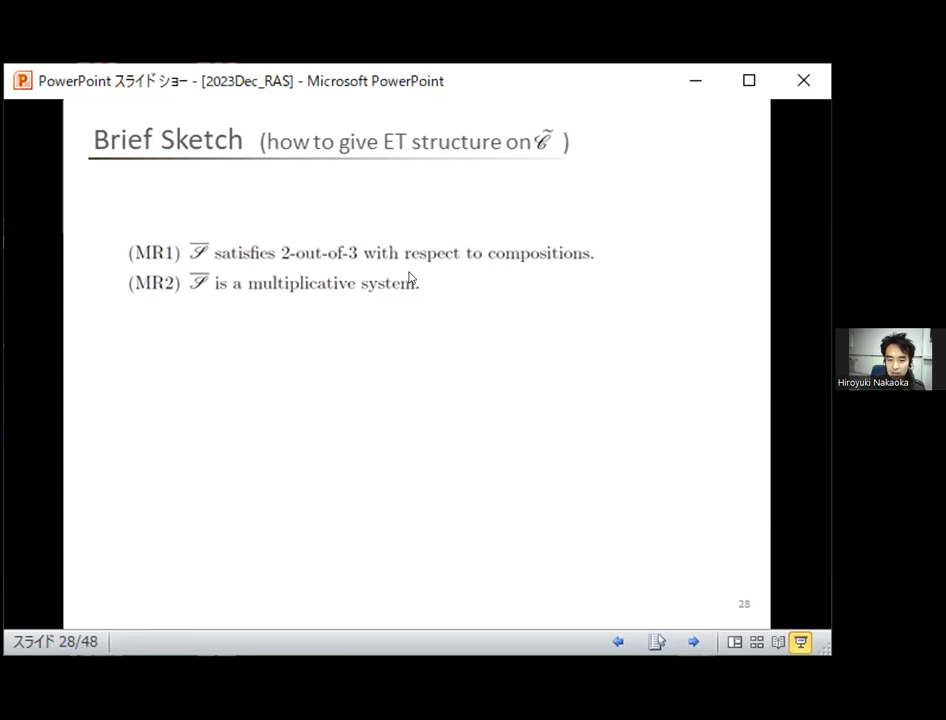 PowerPoint スライド ショー - [2023Dec_RAS] - Microsoft PowerPoint
Brief Sketch (how to give ET structure on 𝒞̃ )
(MR1) 𝒮̅ satisfies 2-out-of-3 with respect to compositions.
(MR2) 𝒮̅ is a multiplicative system.
Hiroyuki Nakaoka
28
スライド 28/48